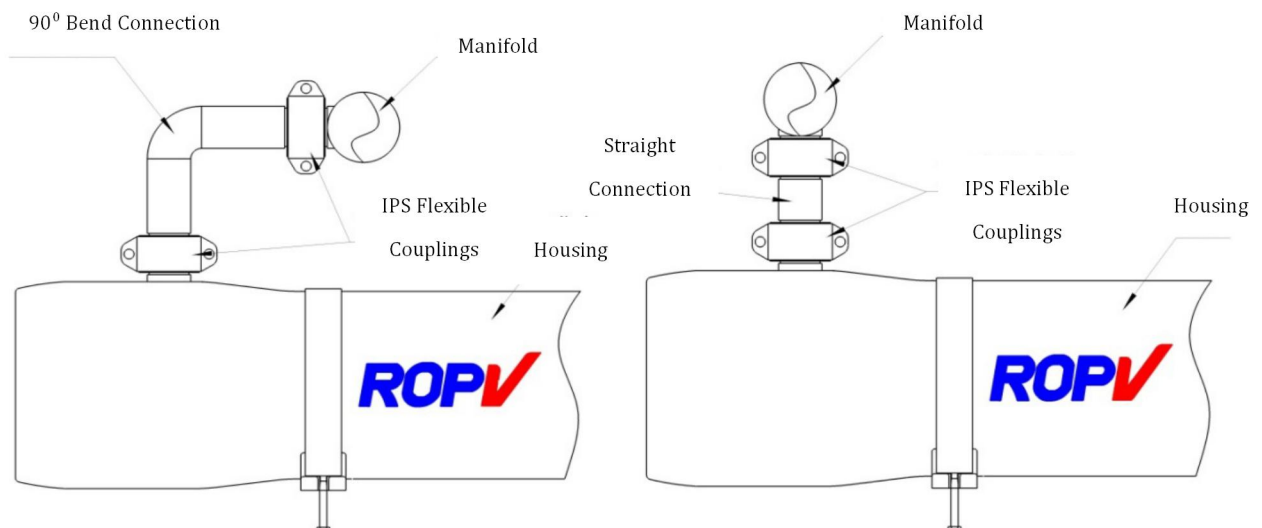 90⁰ Bend Connection
Manifold
IPS Flexible
Couplings
Housing
ROPV
Manifold
Straight
Connection
IPS Flexible
Couplings
Housing
ROPV